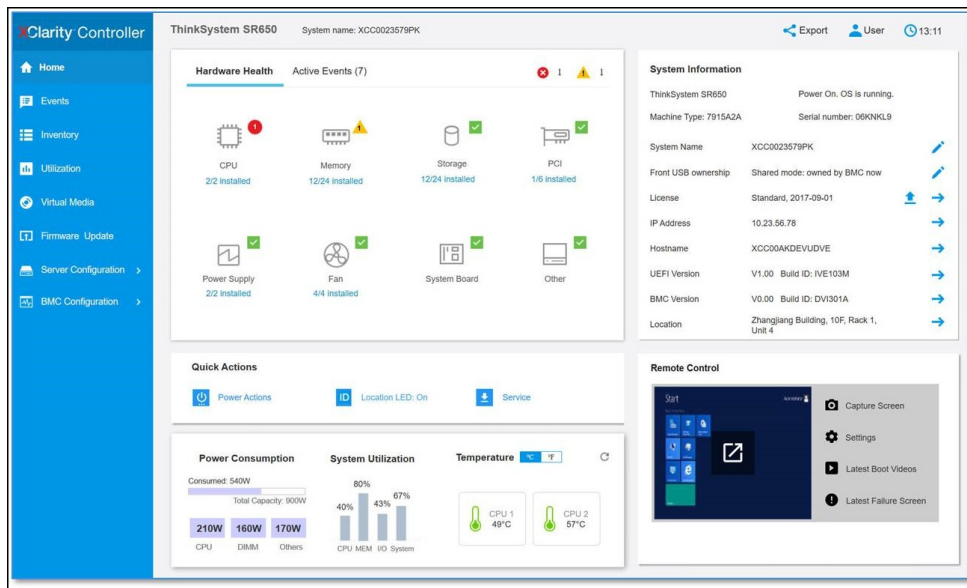 XClarity Controller
ThinkSystem SR650 System name: XCC0023579PK
Export User 13:11
Home
Events
Inventory
Utilization
Virtual Media
Firmware Update
Server Configuration >
BMC Configuration >
Hardware Health Active Events (7) 1 1
1
CPU
2/2 installed
Memory
12/24 installed
Storage
12/24 installed
PCI
1/6 installed
Power Supply
2/2 installed
Fan
4/4 installed
System Board
Other
System Information
ThinkSystem SR650 Power On. OS is running.
Machine Type: 7915A2A Serial number: 06KNKL9
System Name XCC0023579PK
Front USB ownership Shared mode: owned by BMC now
License Standard, 2017-09-01
IP Address 10.23.56.78
Hostname XCC00AKDEVUDVE
UEFI Version V1.00 Build ID: IVE103M
BMC Version V0.00 Build ID: DVI301A
Location Zhangjiang Building, 10F, Rack 1,
Unit 4
Quick Actions
Power Actions
ID Location LED: On
Service
Power Consumption
Consumed: 540W
Total Capacity: 900W
210W 160W 170W
CPU DIMM Others
System Utilization
40% 80% 43% 67%
CPU MEM I/O System
Temperature °C °F
CPU 1
49°C
CPU 2
57°C
Remote Control
Start
Capture Screen
Settings
Latest Boot Videos
Latest Failure Screen